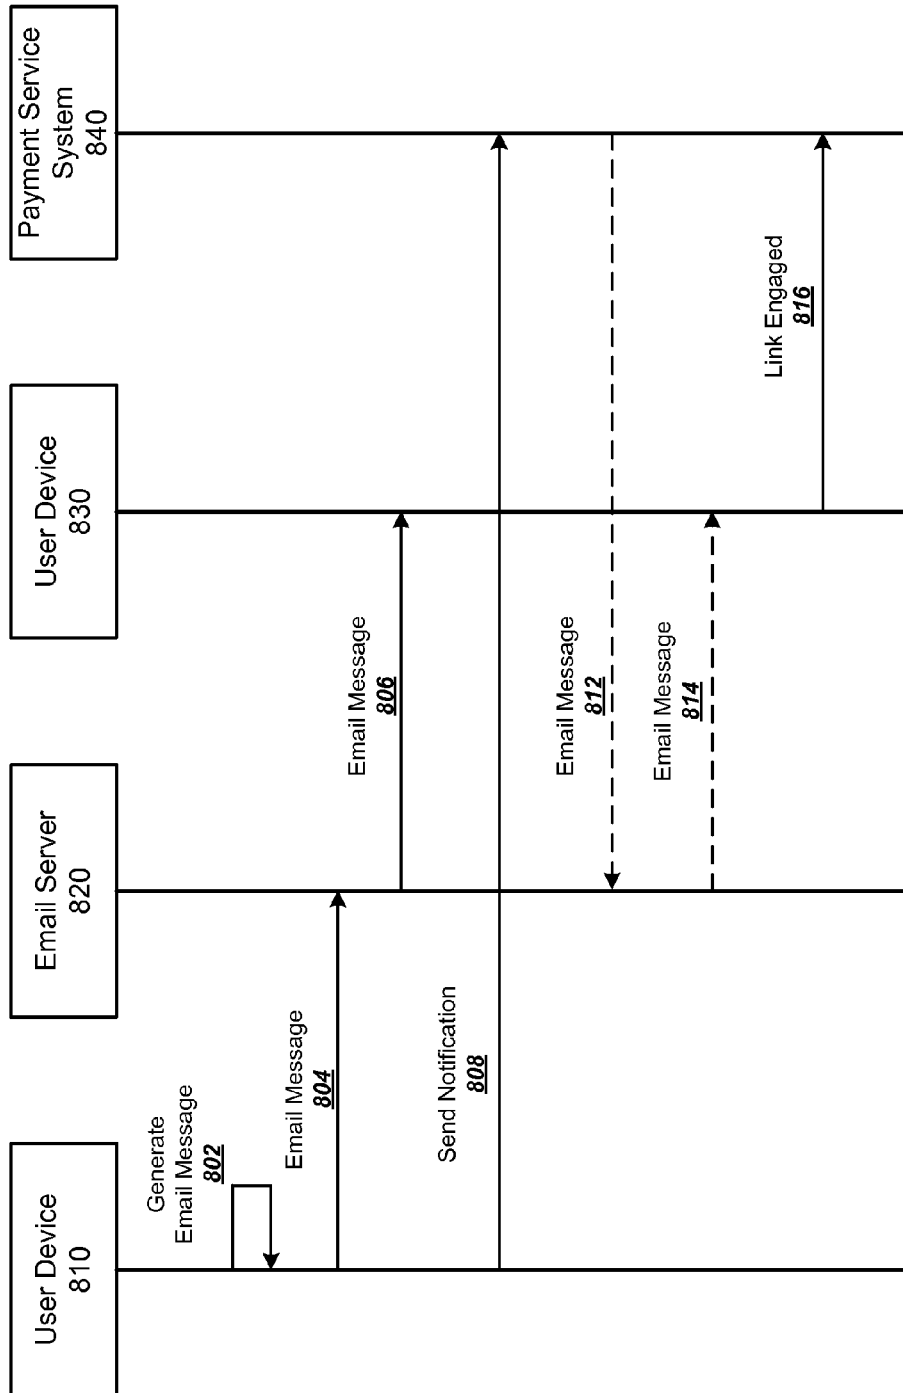 User Device
810
Email Server
820
User Device
830
Payment Service
System
840
Generate
Email Message
802
Email Message
804
Email Message
806
Send Notification
808
Email Message
812
Email Message
814
Link Engaged
816